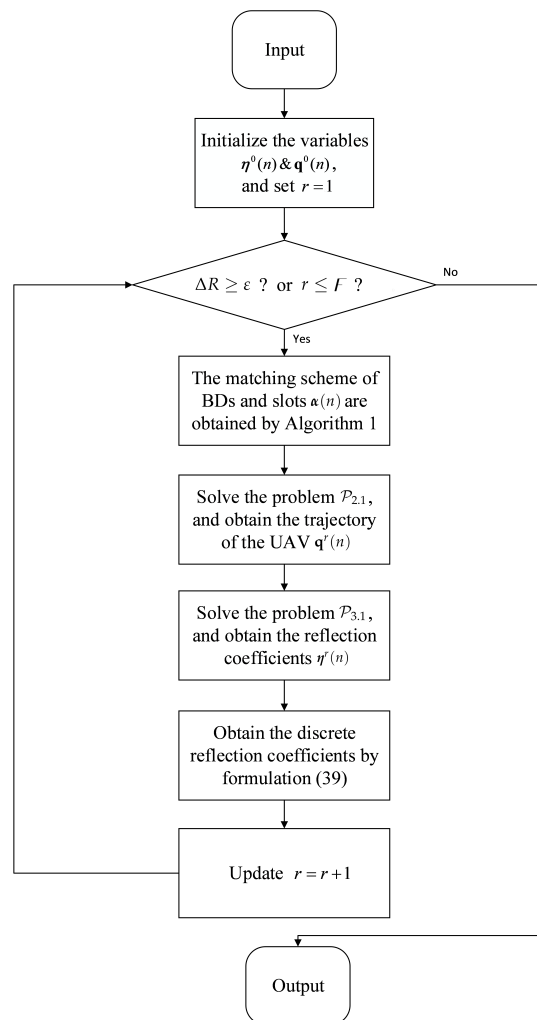 Input
Initialize the variables
η⁰(n) & q⁰(n),
and set r = 1
ΔR ≥ ε ? or r ≤ F ?
No
Yes
The matching scheme of
BDs and slots α(n) are
obtained by Algorithm 1
Solve the problem P2.1,
and obtain the trajectory
of the UAV qʳ(n)
Solve the problem P3.1,
and obtain the reflection
coefficients ηʳ(n)
Obtain the discrete
reflection coefficients by
formulation (39)
Update r = r+1
Output